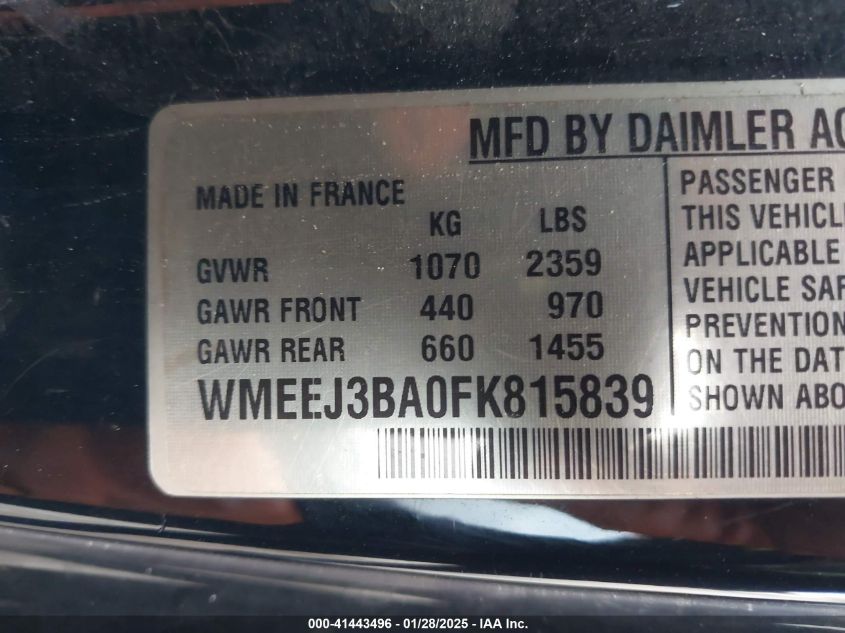 MFD BY DAIMLER AG
MADE IN FRANCE
KG LBS
GVWR 1070 2359
GAWR FRONT 440 970
GAWR REAR 660 1455
WMEEJ3BA0FK815839
PASSENGER
THIS VEHICL
APPLICABLE
VEHICLE SAF
PREVENTION
ON THE DAT
SHOWN ABO
000-41443496 - 01/28/2025 - IAA Inc.